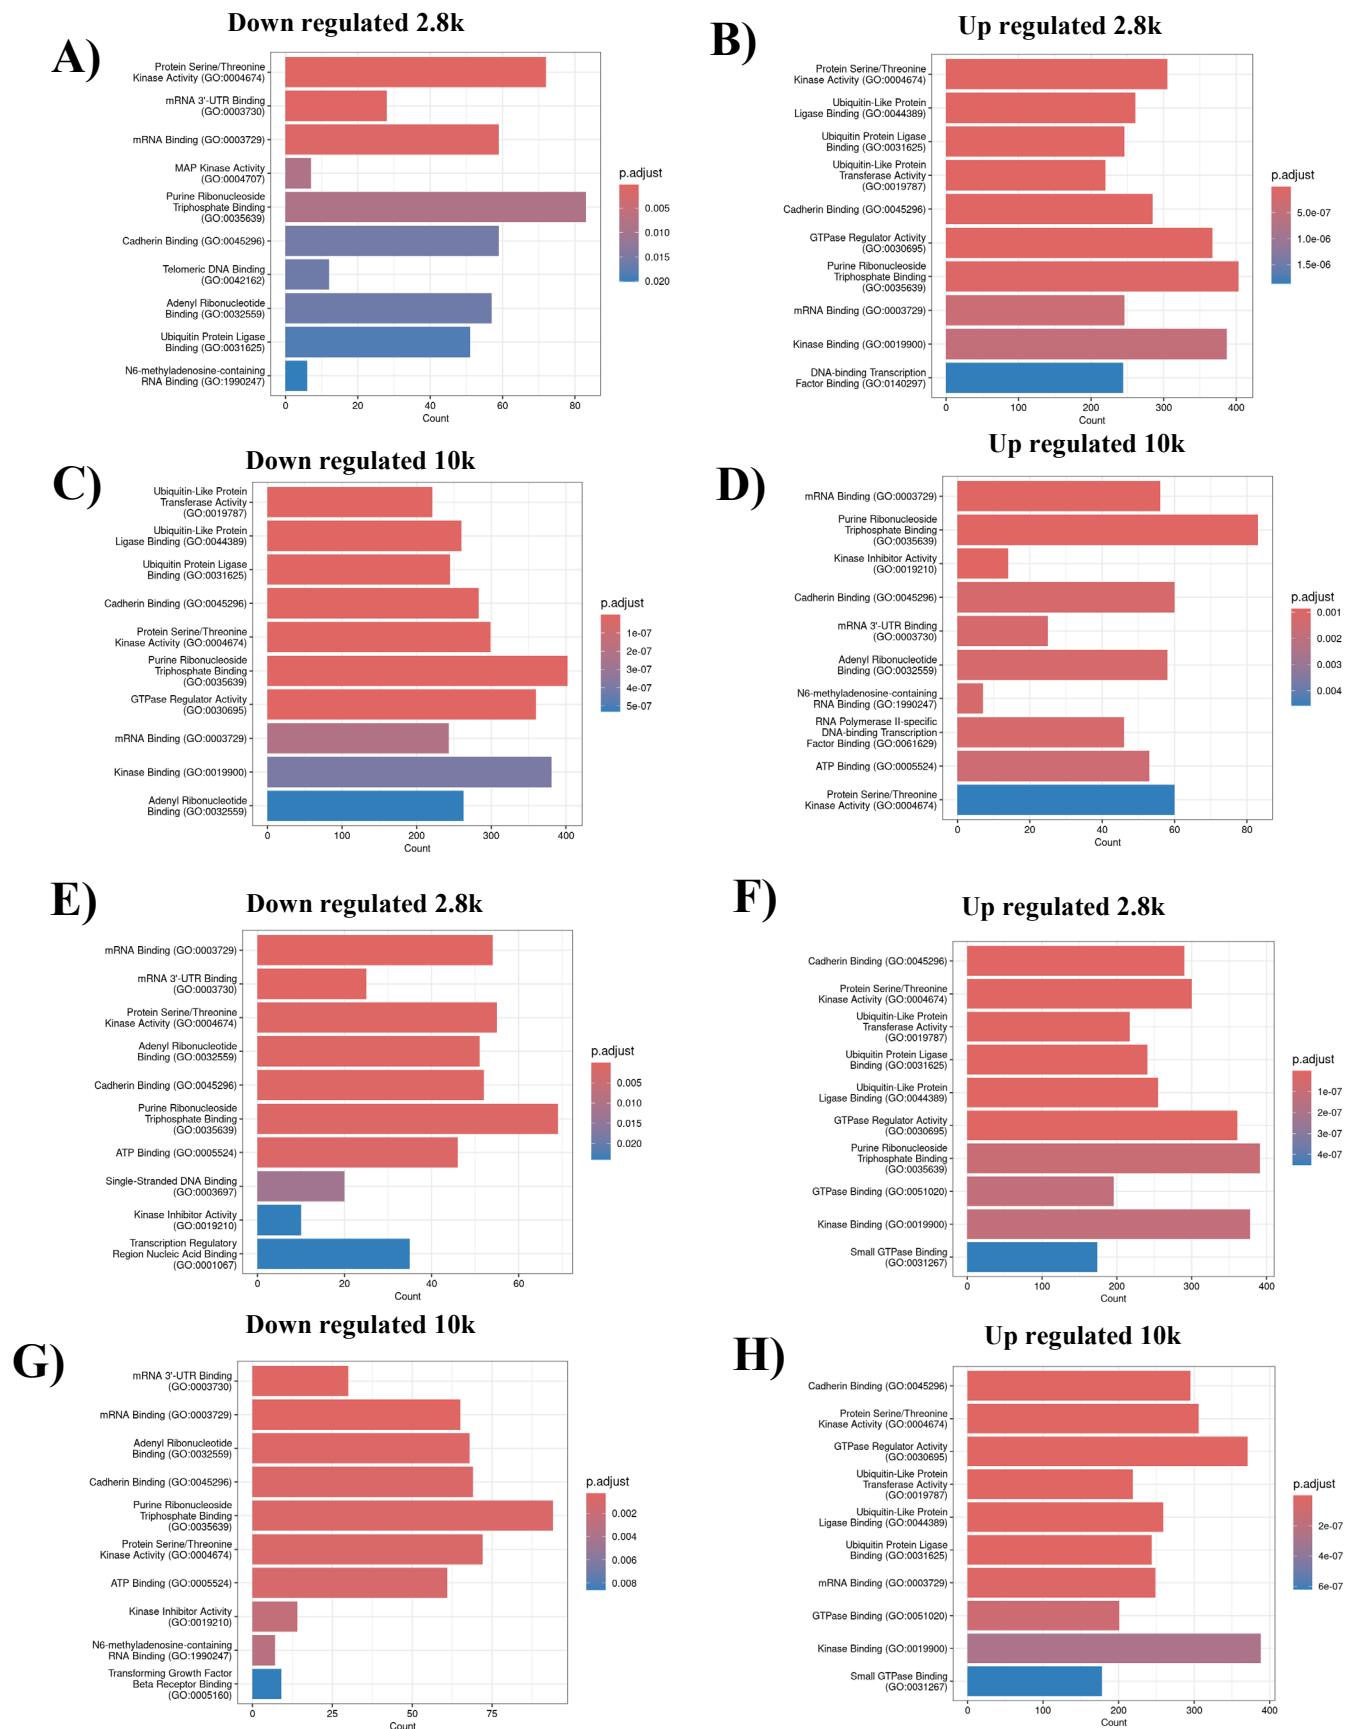 Down regulated 2.8k
A)
Protein Serine/Threonine
Kinase Activity (GO:0004674)
mRNA 3'-UTR Binding
(GO:0003730)
mRNA Binding (GO:0003729)
MAP Kinase Activity
(GO:0004707)
Purine Ribonucleoside
Triphosphate Binding
(GO:0035639)
Cadherin Binding (GO:0045296)
Telomeric DNA Binding
(GO:0042162)
Adenyl Ribonucleotide
Binding (GO:0032559)
Ubiquitin Protein Ligase
Binding (GO:0031625)
N6-methyladenosine-containing
RNA Binding (GO:1990247)
0 20 40 60 80
Count
p.adjust
0.005
0.010
0.015
0.020
Up regulated 2.8k
B)
Protein Serine/Threonine
Kinase Activity (GO:0004674)
Ubiquitin-Like Protein
Ligase Binding (GO:0044389)
Ubiquitin Protein Ligase
Binding (GO:0031625)
Ubiquitin-Like Protein
Transferase Activity
(GO:0019787)
Cadherin Binding (GO:0045296)
GTPase Regulator Activity
(GO:0030695)
Purine Ribonucleoside
Triphosphate Binding
(GO:0035639)
mRNA Binding (GO:0003729)
Kinase Binding (GO:0019900)
DNA-binding Transcription
Factor Binding (GO:0140297)
0 100 200 300 400
Count
p.adjust
5.0e-07
1.0e-06
1.5e-06
Down regulated 10k
C)
Ubiquitin-Like Protein
Transferase Activity
(GO:0019787)
Ubiquitin-Like Protein
Ligase Binding (GO:0044389)
Ubiquitin Protein Ligase
Binding (GO:0031625)
Cadherin Binding (GO:0045296)
Protein Serine/Threonine
Kinase Activity (GO:0004674)
Purine Ribonucleoside
Triphosphate Binding
(GO:0035639)
GTPase Regulator Activity
(GO:0030695)
mRNA Binding (GO:0003729)
Kinase Binding (GO:0019900)
Adenyl Ribonucleotide
Binding (GO:0032559)
0 100 200 300 400
Count
p.adjust
1e-07
2e-07
3e-07
4e-07
5e-07
Up regulated 10k
D)
mRNA Binding (GO:0003729)
Purine Ribonucleoside
Triphosphate Binding
(GO:0035639)
Kinase Inhibitor Activity
(GO:0019210)
Cadherin Binding (GO:0045296)
mRNA 3'-UTR Binding
(GO:0003730)
Adenyl Ribonucleotide
Binding (GO:0032559)
N6-methyladenosine-containing
RNA Binding (GO:1990247)
RNA Polymerase II-specific
DNA-binding Transcription
Factor Binding (GO:0061629)
ATP Binding (GO:0005524)
Protein Serine/Threonine
Kinase Activity (GO:0004674)
0 20 40 60 80
Count
p.adjust
0.001
0.002
0.003
0.004
E)
Down regulated 2.8k
mRNA Binding (GO:0003729)
mRNA 3'-UTR Binding
(GO:0003730)
Protein Serine/Threonine
Kinase Activity (GO:0004674)
Adenyl Ribonucleotide
Binding (GO:0032559)
Cadherin Binding (GO:0045296)
Purine Ribonucleoside
Triphosphate Binding
(GO:0035639)
ATP Binding (GO:0005524)
Single-Stranded DNA Binding
(GO:0003697)
Kinase Inhibitor Activity
(GO:0019210)
Transcription Regulatory
Region Nucleic Acid Binding
(GO:0001067)
0 20 40 60
Count
p.adjust
0.005
0.010
0.015
0.020
F)
Up regulated 2.8k
Cadherin Binding (GO:0045296)
Protein Serine/Threonine
Kinase Activity (GO:0004674)
Ubiquitin-Like Protein
Transferase Activity
(GO:0019787)
Ubiquitin Protein Ligase
Binding (GO:0031625)
Ubiquitin-Like Protein
Ligase Binding (GO:0044389)
GTPase Regulator Activity
(GO:0030695)
Purine Ribonucleoside
Triphosphate Binding
(GO:0035639)
GTPase Binding (GO:0051020)
Kinase Binding (GO:0019900)
Small GTPase Binding
(GO:0031267)
0 100 200 300 400
Count
p.adjust
1e-07
2e-07
3e-07
4e-07
Down regulated 10k
G)
mRNA 3'-UTR Binding
(GO:0003730)
mRNA Binding (GO:0003729)
Adenyl Ribonucleotide
Binding (GO:0032559)
Cadherin Binding (GO:0045296)
Purine Ribonucleoside
Triphosphate Binding
(GO:0035639)
Protein Serine/Threonine
Kinase Activity (GO:0004674)
ATP Binding (GO:0005524)
Kinase Inhibitor Activity
(GO:0019210)
N6-methyladenosine-containing
RNA Binding (GO:1990247)
Transforming Growth Factor
Beta Receptor Binding
(GO:0005160)
0 25 50 75
Count
p.adjust
0.002
0.004
0.006
0.008
Up regulated 10k
H)
Cadherin Binding (GO:0045296)
Protein Serine/Threonine
Kinase Activity (GO:0004674)
GTPase Regulator Activity
(GO:0030695)
Ubiquitin-Like Protein
Transferase Activity
(GO:0019787)
Ubiquitin-Like Protein
Ligase Binding (GO:0044389)
Ubiquitin Protein Ligase
Binding (GO:0031625)
mRNA Binding (GO:0003729)
GTPase Binding (GO:0051020)
Kinase Binding (GO:0019900)
Small GTPase Binding
(GO:0031267)
0 100 200 300 400
Count
p.adjust
2e-07
4e-07
6e-07